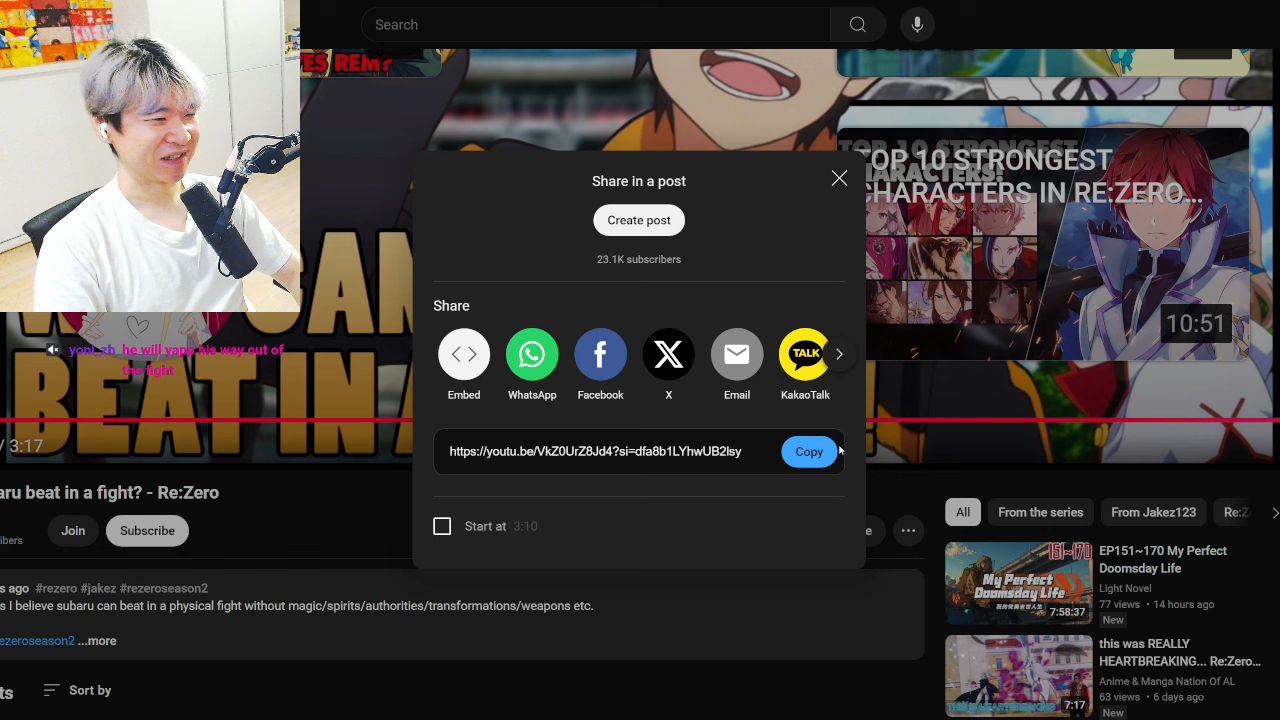 Search
ES REM?
TOP 10 STRONGEST
CHARACTERS IN RE:ZERO...
10:51
Share in a post
Create post
23.1K subscribers
Share
TALK
Embed
WhatsApp
Facebook
X
Email
KakaoTalk
https://youtu.be/VkZ0UrZ8Jd4?si=dfa8b1LYhwUB2lsy
Copy
Start at 3:10
yopi_zh he will yapp his way out of
the fight
CAN
BEAT IN A
/ 3:17
aru beat in a fight? - Re:Zero
ibers
Join
Subscribe
s ago #rezero #jakez #rezeroseason2
s I believe subaru can beat in a physical fight without magic/spirits/authorities/transformations/weapons etc.
ezeroseason2 ...more
ts
Sort by
All
From the series
From Jakez123
Re:Z
151~170
My Perfect
Doomsday Life
7:58:37
EP151~170 My Perfect
Doomsday Life
Light Novel
77 views • 14 hours ago
New
7:17
this was REALLY
HEARTBREAKING... Re:Zero...
Anime & Manga Nation Of AL
63 views • 6 days ago
New